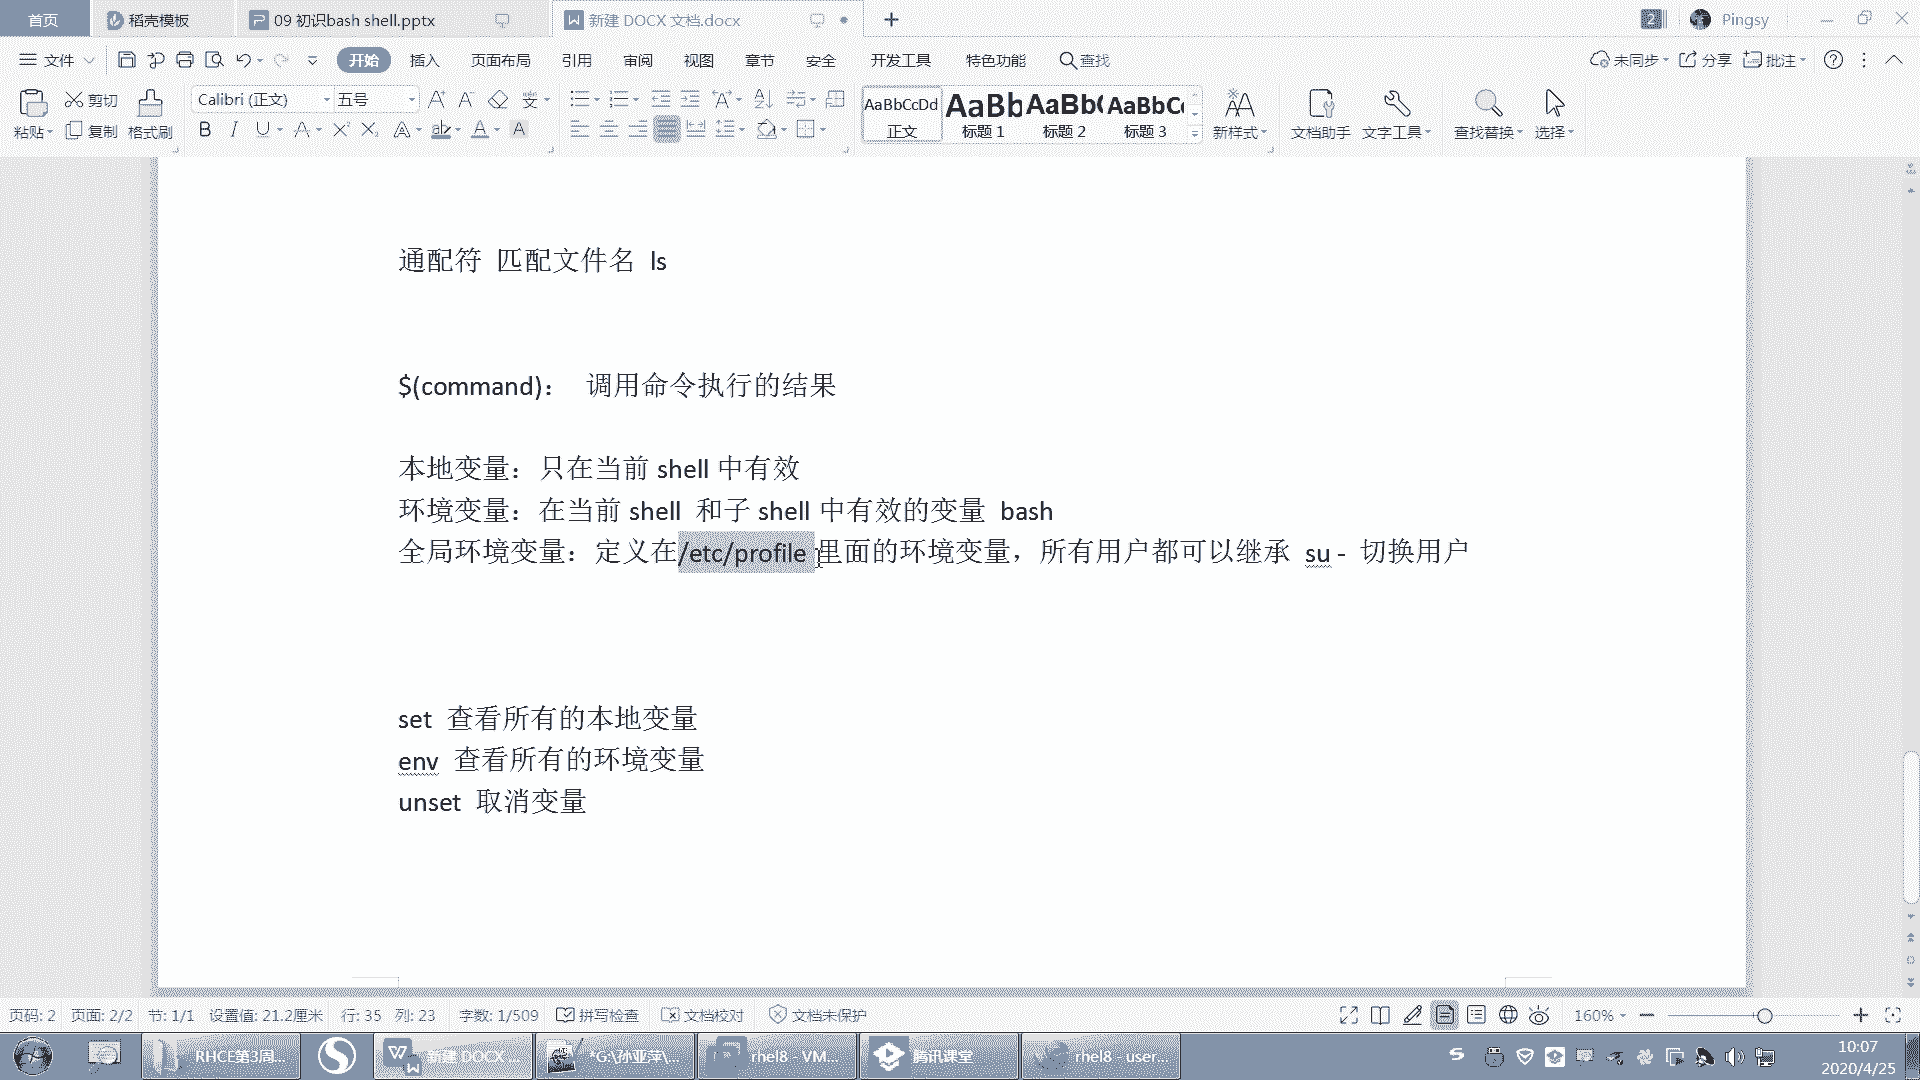 首页 稻壳模板 09 初识bash shell.pptx 新建 DOCX 文档.docx 2 Pingsy
文件 开始 插入 页面布局 引用 审阅 视图 章节 安全 开发工具 特色功能 查找 未同步 分享 批注
粘贴 剪切 复制 格式刷 Calibri (正文) 五号 AaBbCcDd 正文 AaBb 标题 1 AaBb( 标题 2 AaBbC 标题 3 新样式 文档助手 文字工具 查找替换 选择
通配符 匹配文件名 ls
$(command)： 调用命令执行的结果
本地变量：只在当前 shell 中有效
环境变量：在当前 shell 和子 shell 中有效的变量 bash
全局环境变量：定义在/etc/profile 里面的环境变量，所有用户都可以继承 su - 切换用户
set 查看所有的本地变量
env 查看所有的环境变量
unset 取消变量
页码: 2 页面: 2/2 节: 1/1 设置值: 21.2厘米 行: 35 列: 23 字数: 1/509 拼写检查 文档校对 文档未保护 160%
RHCE第3周... 新建 DOCX ... *G:\孙亚萍\... rhel8 - VM... 腾讯课堂 rhel8 - user... 10:07
2020/4/25